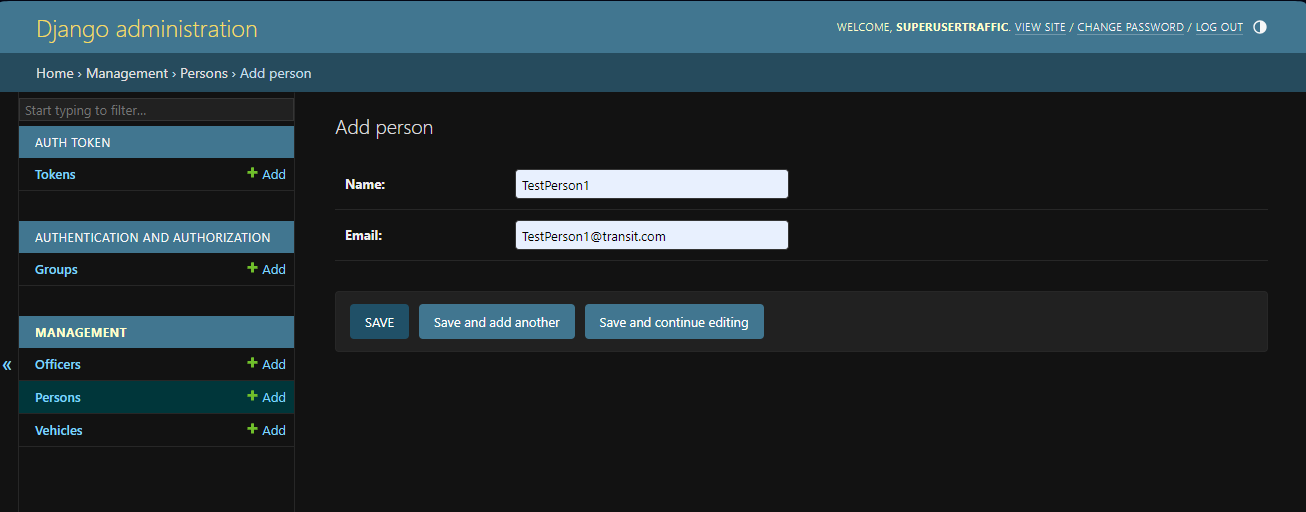 Django administration
WELCOME, SUPERUSERTRAFFIC. VIEW SITE / CHANGE PASSWORD / LOG OUT
Home › Management › Persons › Add person
Start typing to filter...
AUTH TOKEN
Tokens + Add
AUTHENTICATION AND AUTHORIZATION
Groups + Add
MANAGEMENT
Officers + Add
Persons + Add
Vehicles + Add
«
Add person
Name: TestPerson1
Email: TestPerson1@transit.com
SAVE Save and add another Save and continue editing